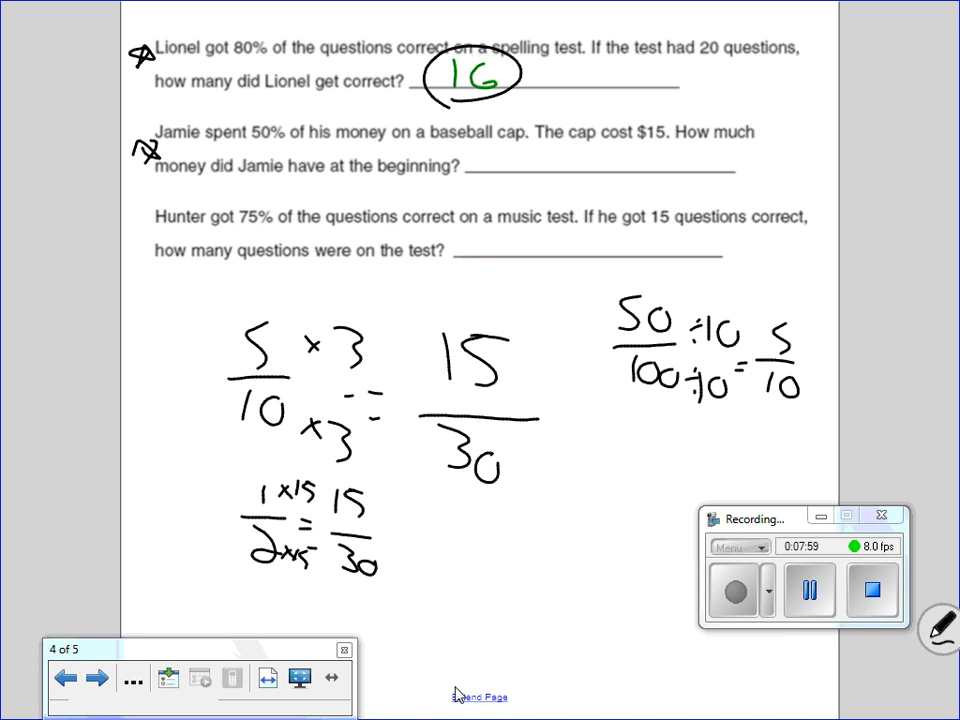 Lionel got 80% of the questions correct on a spelling test. If the test had 20 questions,
how many did Lionel get correct? 16
Jamie spent 50% of his money on a baseball cap. The cap cost $15. How much
money did Jamie have at the beginning?
Hunter got 75% of the questions correct on a music test. If he got 15 questions correct,
how many questions were on the test?
5 × 3 15
10 × 3 = 30
50 ÷10 5
100 ÷10 = 10
1 ×15 15
2 ×15 = 30
Recording...
Menu 0:07:59 8.0 fps
4 of 5
...
end Page